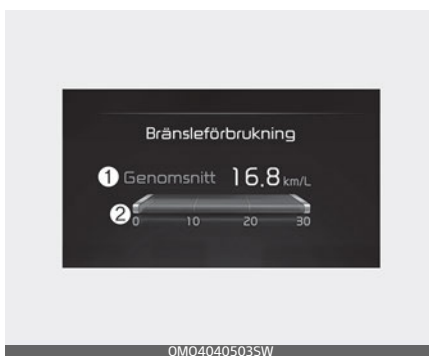 Bränsleförbrukning
1 Genomsnitt 16.8 km/L
2
0 10 20 30
OMQ4040503SW